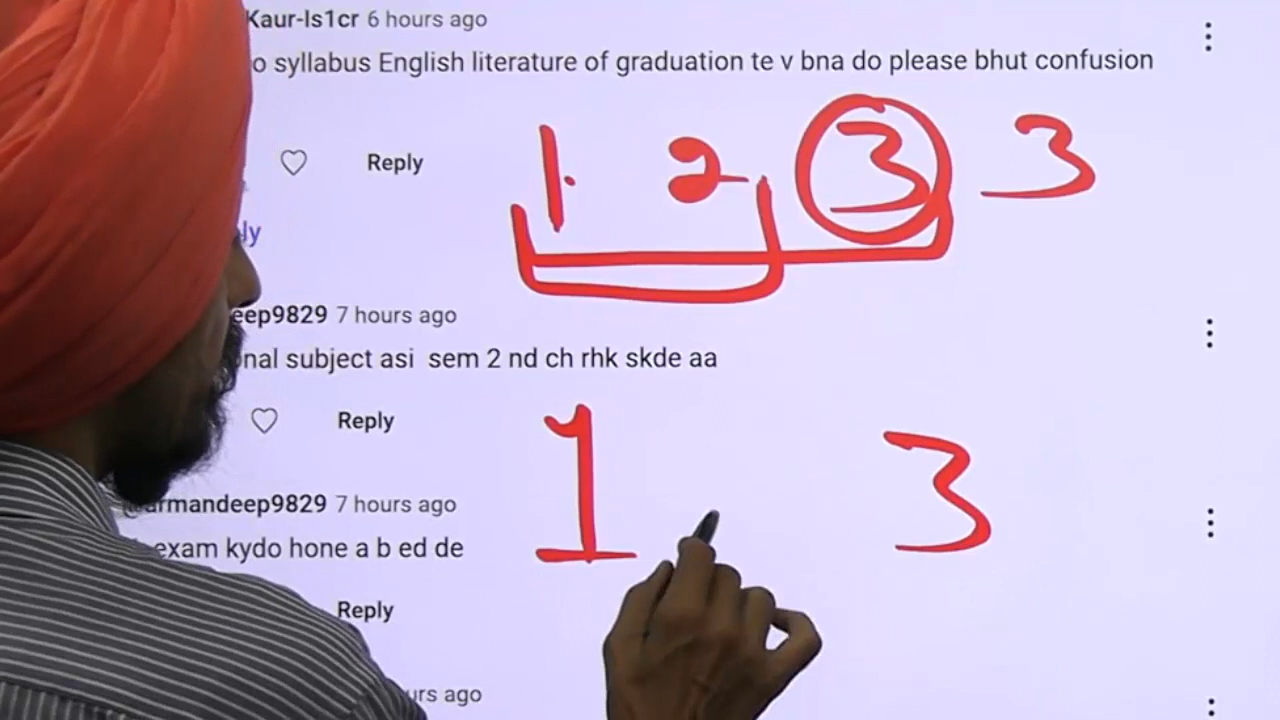 Kaur-ls1cr 6 hours ago
o syllabus English literature of graduation te v bna do please bhut confusion
1 2 3 3
Reply
ly
eep9829 7 hours ago
nal subject asi sem 2 nd ch rhk skde aa
Reply
1 3
armandeep9829 7 hours ago
exam kydo hone a b ed de
Reply
urs ago